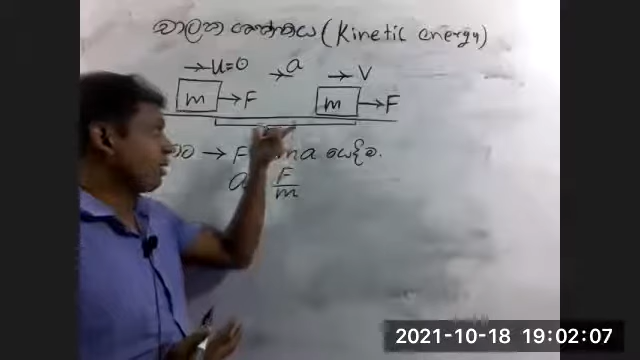 චාලක ශක්තිය (Kinetic energy)
u=0 a v
m F m F
→ F ma යෙදීම.
a F/m
2021-10-18 19:02:07